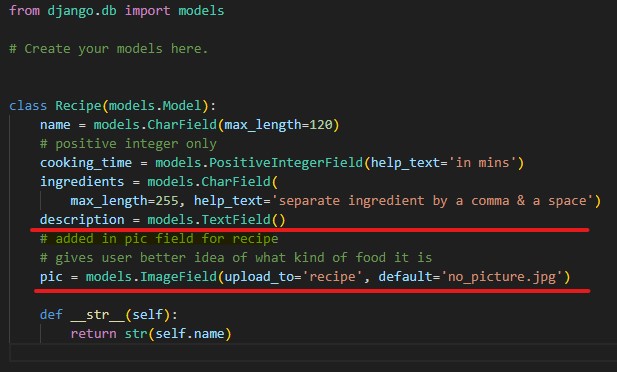 from django.db import models
# Create your models here.
class Recipe(models.Model):
name = models.CharField(max_length=120)
# positive integer only
cooking_time = models.PositiveIntegerField(help_text='in mins')
ingredients = models.CharField(
max_length=255, help_text='separate ingredient by a comma & a space')
description = models.TextField()
# added in pic field for recipe
# gives user better idea of what kind of food it is
pic = models.ImageField(upload_to='recipe', default='no_picture.jpg')
def __str__(self):
return str(self.name)